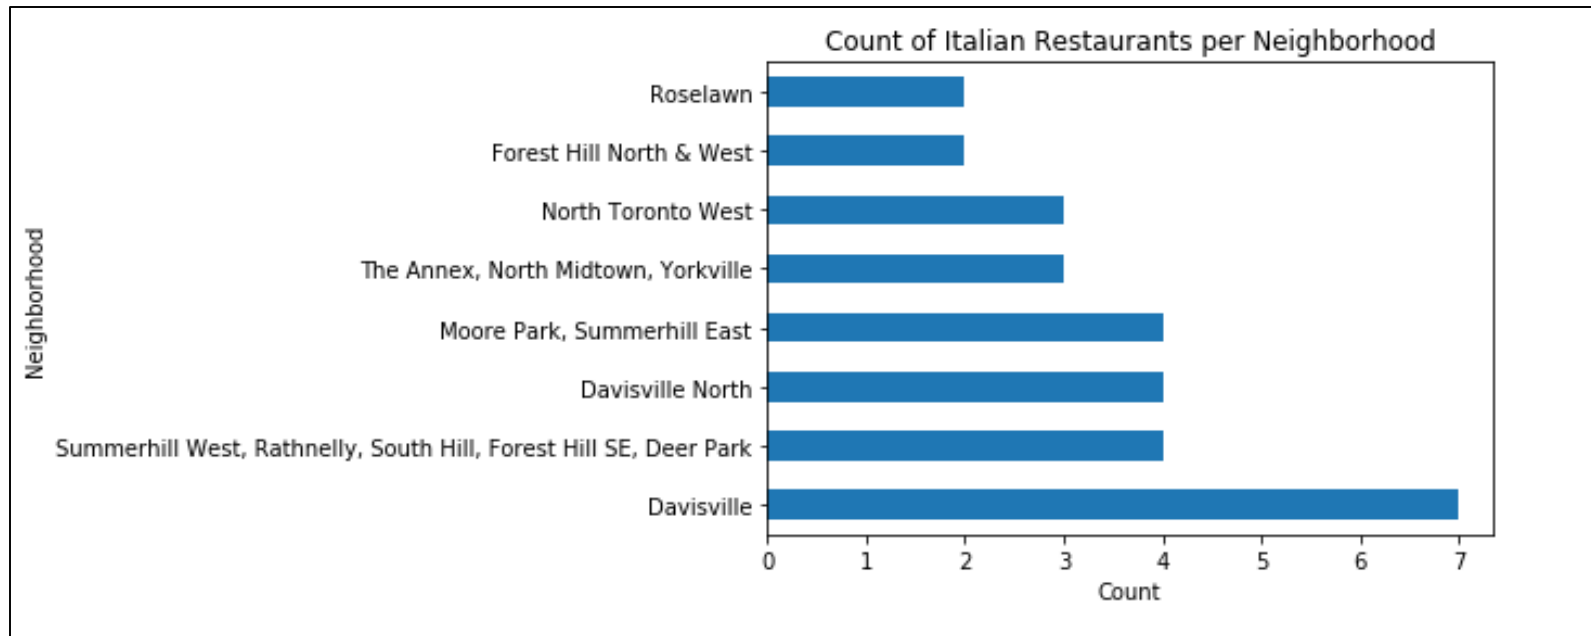 Count of Italian Restaurants per Neighborhood
Neighborhood
Roselawn
Forest Hill North & West
North Toronto West
The Annex, North Midtown, Yorkville
Moore Park, Summerhill East
Davisville North
Summerhill West, Rathnelly, South Hill, Forest Hill SE, Deer Park
Davisville
0 1 2 3 4 5 6 7
Count